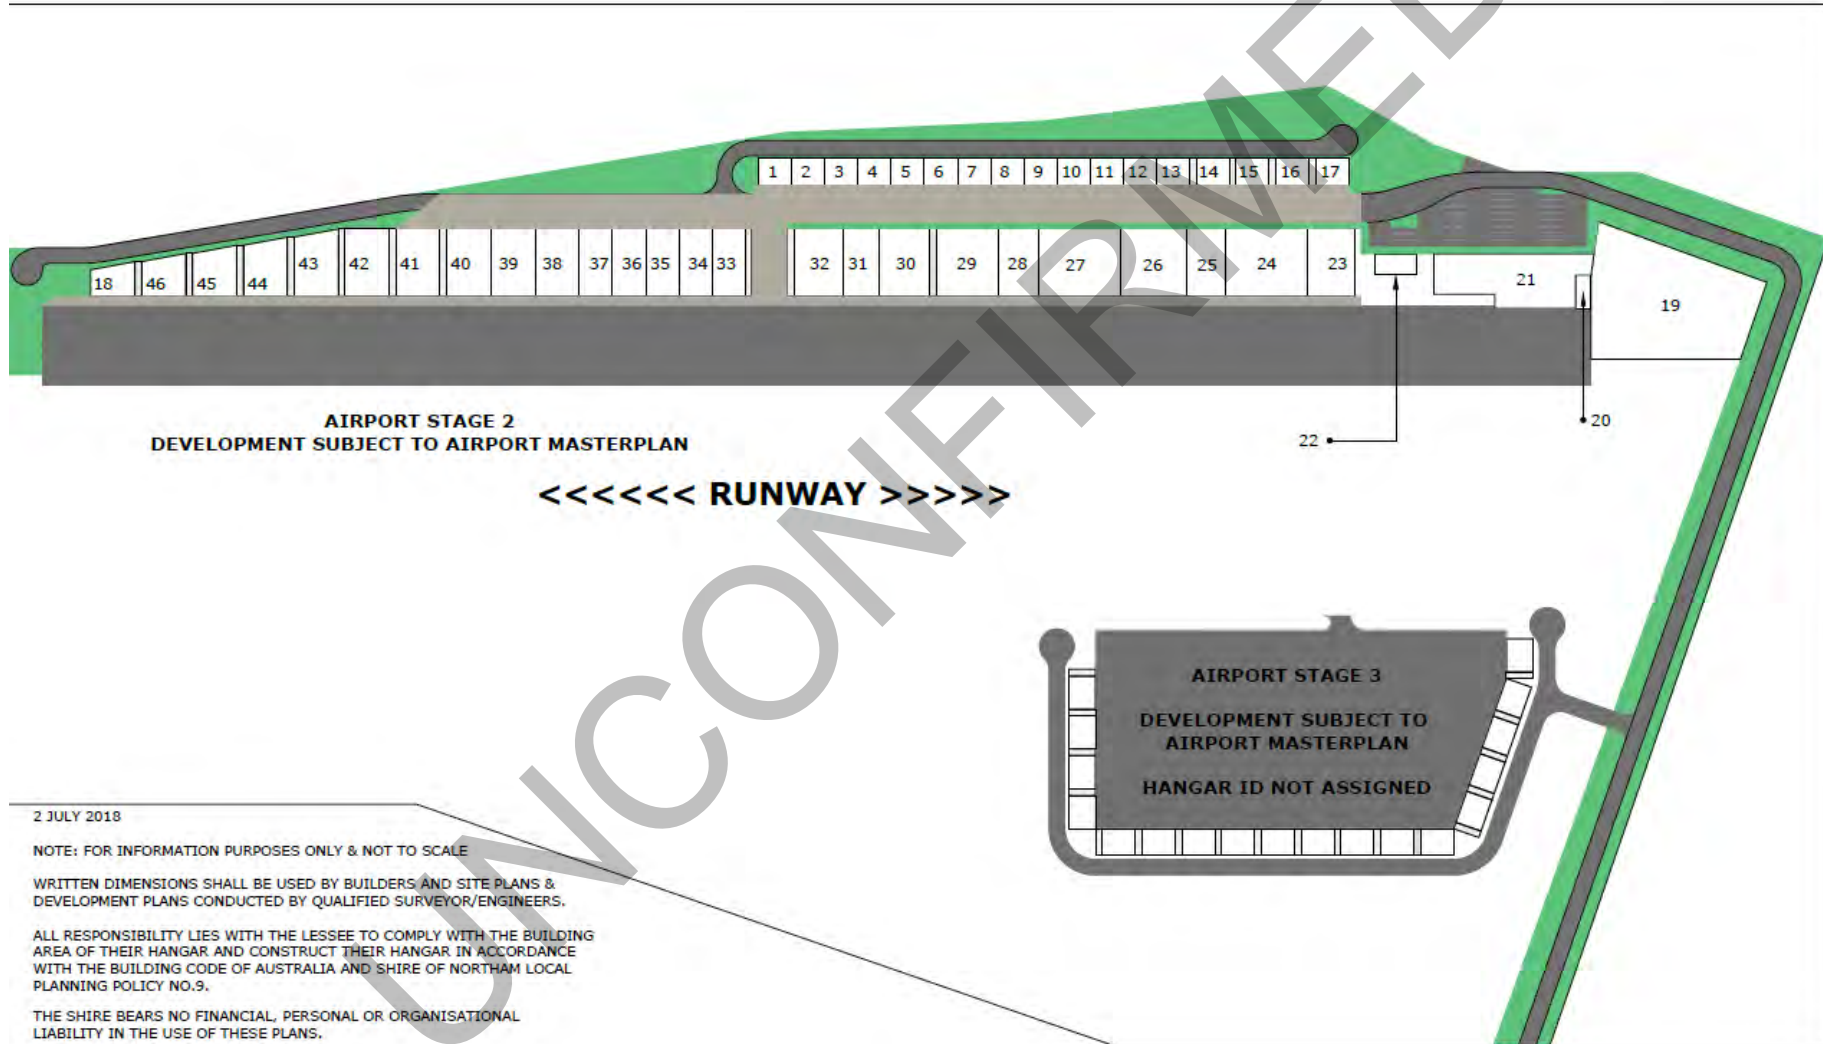 1 2 3 4 5 6 7 8 9 10 11 12 13 14 15 16 17
18 46 45 44 43 42 41 40 39 38 37 36 35 34 33 32 31 30 29 28 27 26 25 24 23
21
19
20
22
AIRPORT STAGE 2
DEVELOPMENT SUBJECT TO AIRPORT MASTERPLAN
<<<<<< RUNWAY >>>>>
AIRPORT STAGE 3
DEVELOPMENT SUBJECT TO
AIRPORT MASTERPLAN
HANGAR ID NOT ASSIGNED
2 JULY 2018
NOTE: FOR INFORMATION PURPOSES ONLY & NOT TO SCALE
WRITTEN DIMENSIONS SHALL BE USED BY BUILDERS AND SITE PLANS &
DEVELOPMENT PLANS CONDUCTED BY QUALIFIED SURVEYOR/ENGINEERS.
ALL RESPONSIBILITY LIES WITH THE LESSEE TO COMPLY WITH THE BUILDING
AREA OF THEIR HANGAR AND CONSTRUCT THEIR HANGAR IN ACCORDANCE
WITH THE BUILDING CODE OF AUSTRALIA AND SHIRE OF NORTHAM LOCAL
PLANNING POLICY NO.9.
THE SHIRE BEARS NO FINANCIAL, PERSONAL OR ORGANISATIONAL
LIABILITY IN THE USE OF THESE PLANS.
UNCONFIRMED